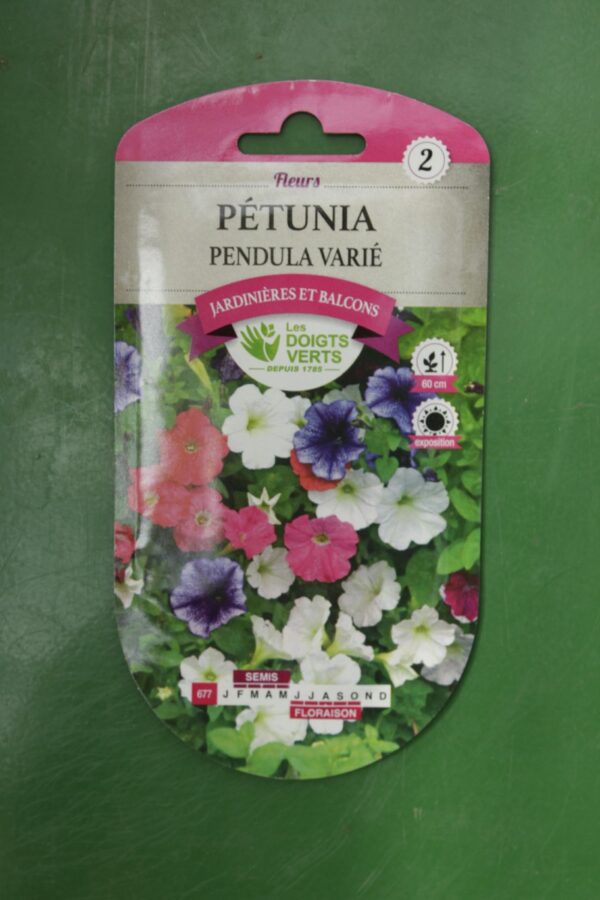 2
Fleurs
PÉTUNIA
PENDULA VARIÉ
JARDINIÈRES ET BALCONS
Les
DOIGTS
VERTS
DEPUIS 1785
60 cm
exposition
SEMIS
677 J F M A M J J A S O N D
FLORAISON